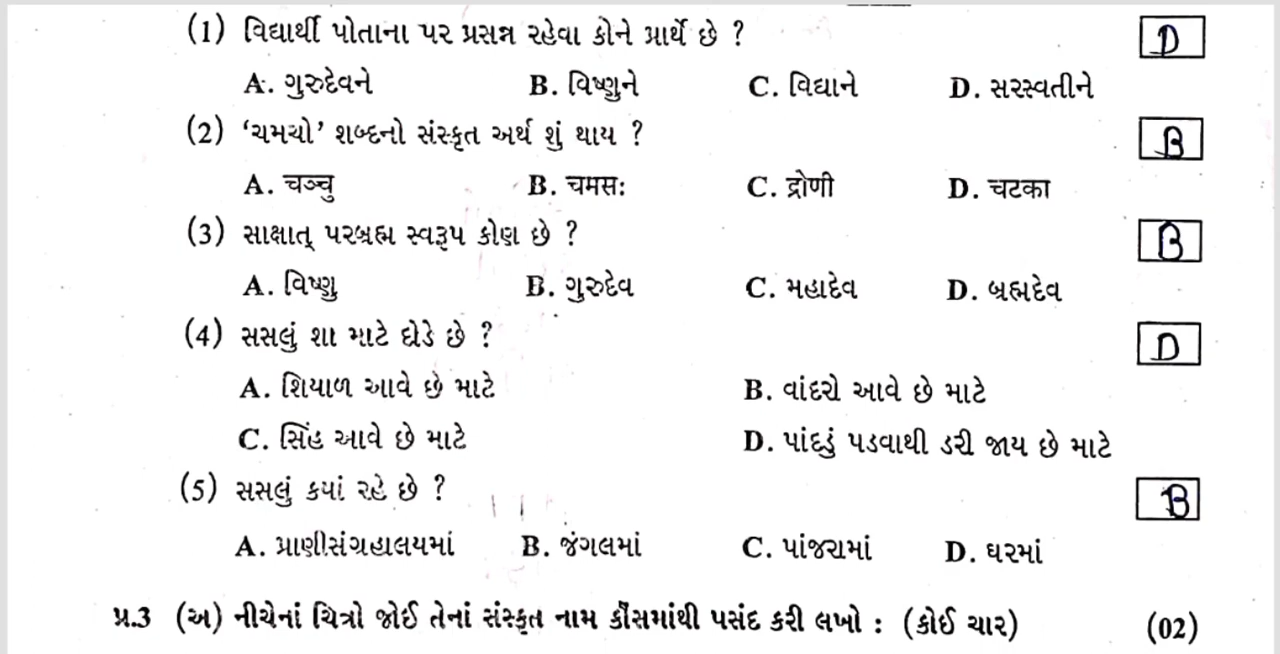 (1) વિદ્યાર્થી પોતાના પર પ્રસન્ન રહેવા કોને પ્રાર્થે છે ? D
A. ગુરુદેવને B. વિષ્ણુને C. વિદ્યાને D. સરસ્વતીને
(2) ‘ચમચો’ શબ્દનો સંસ્કૃત અર્થ શું થાય ? B
A. चञ्चु B. चमसः C. द्रोणी D. चटका
(3) સાક્ષાત્ પરબ્રહ્મ સ્વરૂપ કોણ છે ? B
A. વિષ્ણુ B. ગુરુદેવ C. મહાદેવ D. બ્રહ્મદેવ
(4) સસલું શા માટે દોડે છે ? D
A. શિયાળ આવે છે માટે B. વાંદરો આવે છે માટે
C. સિંહ આવે છે માટે D. પાંદડું પડવાથી ડરી જાય છે માટે
(5) સસલું કયાં રહે છે ? B
A. પ્રાણીસંગ્રહાલયમાં B. જંગલમાં C. પાંજરામાં D. ઘરમાં
પ્ર.3 (અ) નીચેનાં ચિત્રો જોઈ તેનાં સંસ્કૃત નામ કૌંસમાંથી પસંદ કરી લખો : (કોઈ ચાર) (02)